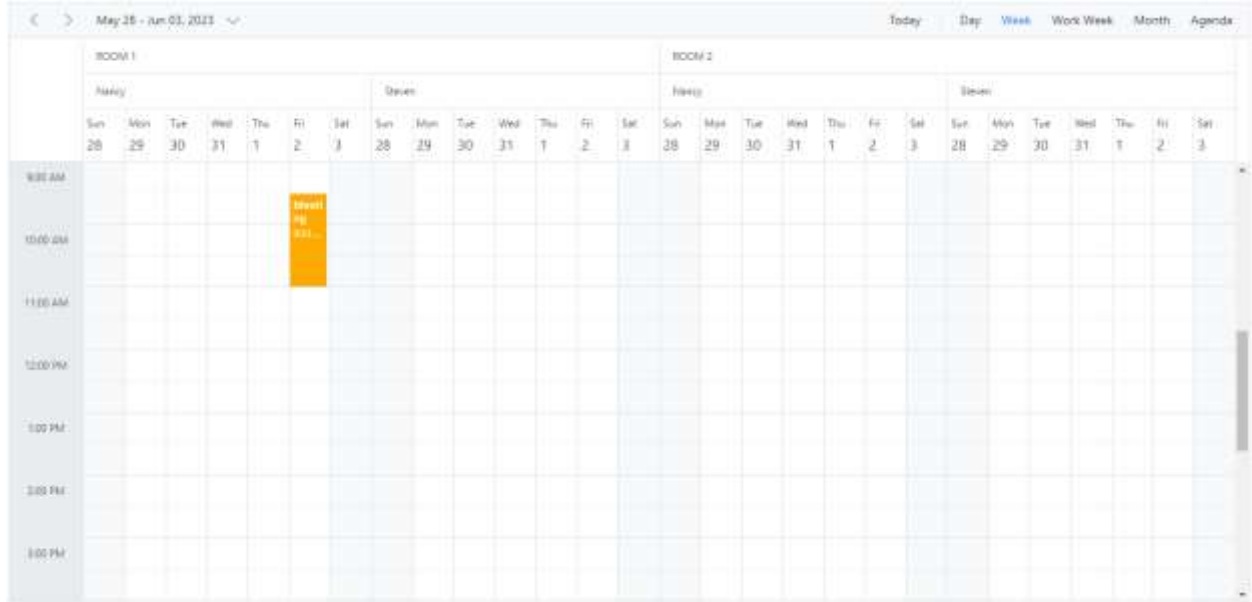 May 28 - Jun 03, 2023 Today Day Week Work Week Month Agenda
ROOM 1 ROOM 2
Nancy Steven Nancy Steven
Sun Mon Tue Wed Thu Fri Sat Sun Mon Tue Wed Thu Fri Sat Sun Mon Tue Wed Thu Fri Sat Sun Mon Tue Wed Thu Fri Sat
28 29 30 31 1 2 3 28 29 30 31 1 2 3 28 29 30 31 1 2 3 28 29 30 31 1 2 3
9:00 AM
Meeti
ng
10:00 AM
11:00 AM
12:00 PM
1:00 PM
2:00 PM
3:00 PM